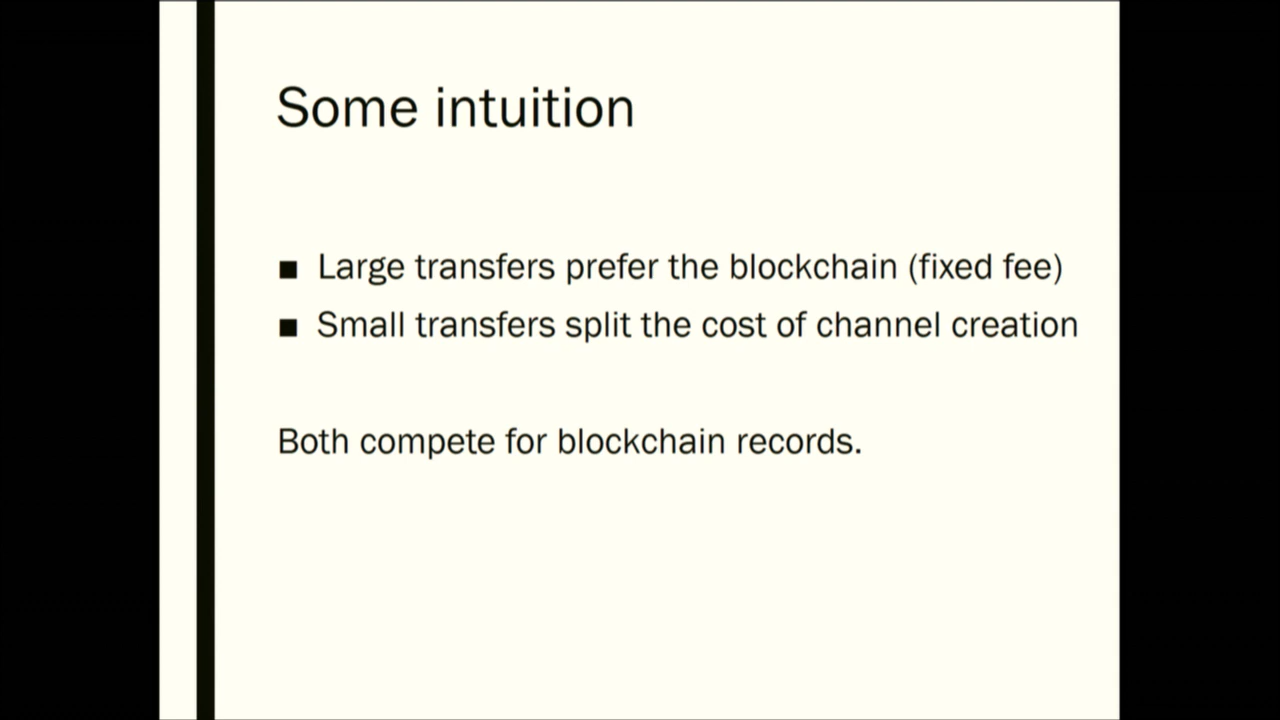 Some intuition
■ Large transfers prefer the blockchain (fixed fee)
■ Small transfers split the cost of channel creation
Both compete for blockchain records.